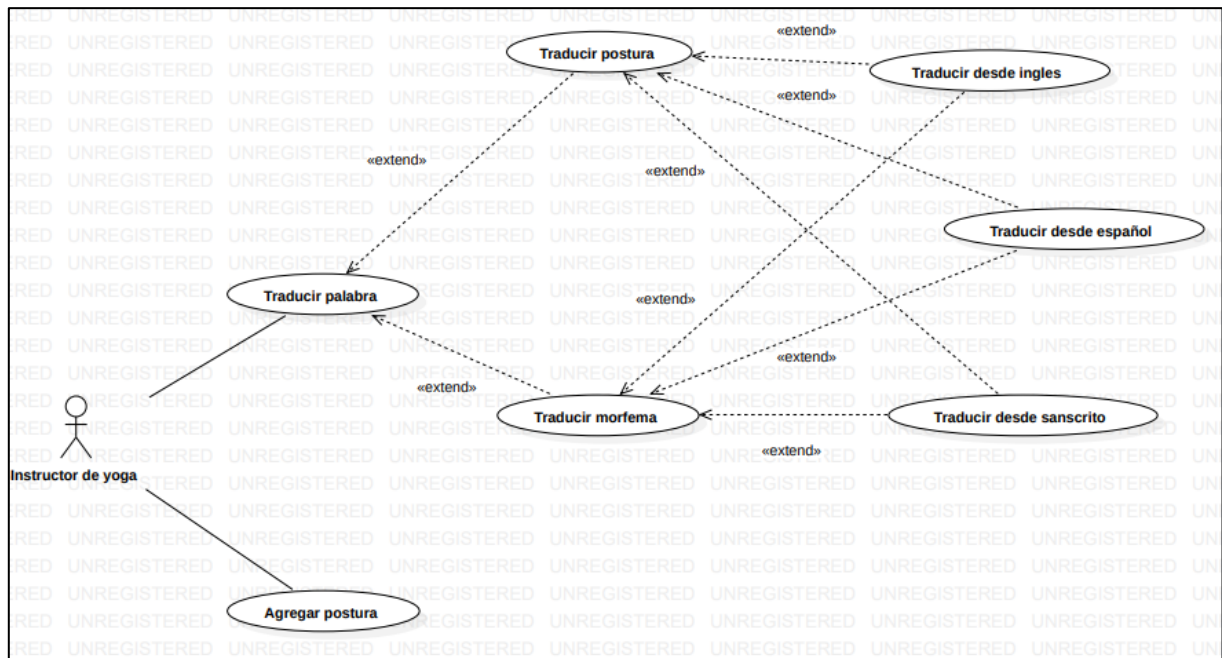 «extend»
Traducir postura
Traducir desde ingles
«extend»
«extend»
«extend»
Traducir desde español
Traducir palabra
«extend»
«extend»
«extend»
Traducir morfema
Traducir desde sanscrito
«extend»
Instructor de yoga
Agregar postura
UNREGISTERED